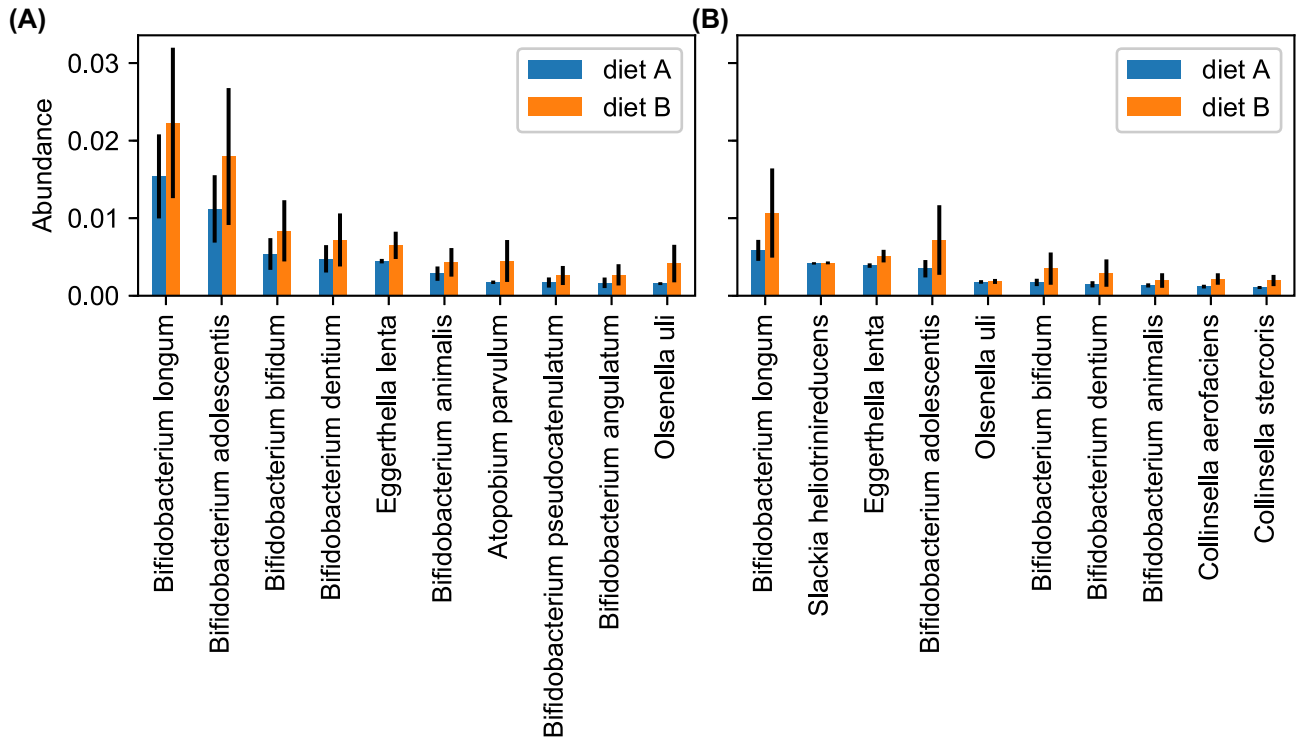 (A)
(B)
Abundance
0.03
0.02
0.01
0.00
diet A
diet B
diet A
diet B
Bifidobacterium longum
Bifidobacterium adolescentis
Bifidobacterium bifidum
Bifidobacterium dentium
Eggerthella lenta
Bifidobacterium animalis
Atopobium parvulum
Bifidobacterium pseudocatenulatum
Bifidobacterium angulatum
Olsenella uli
Bifidobacterium longum
Slackia heliotrinireducens
Eggerthella lenta
Bifidobacterium adolescentis
Olsenella uli
Bifidobacterium bifidum
Bifidobacterium dentium
Bifidobacterium animalis
Collinsella aerofaciens
Collinsella stercoris